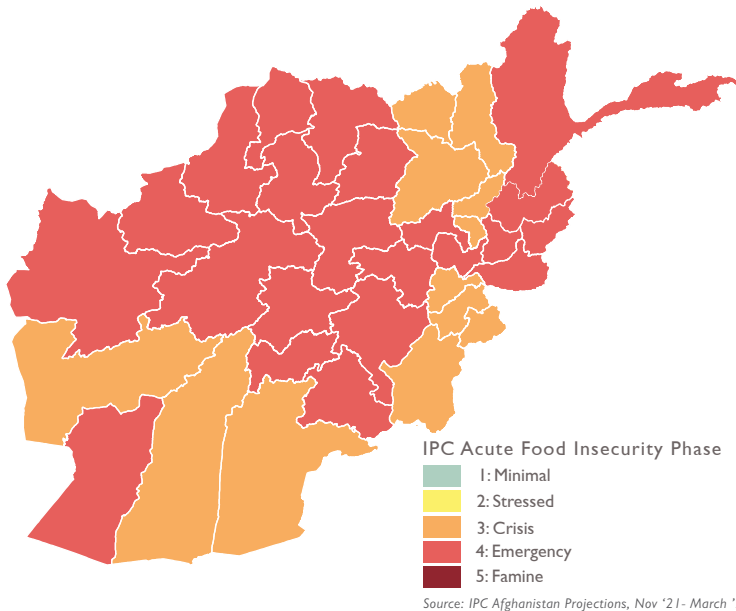 IPC Acute Food Insecurity Phase
1: Minimal
2: Stressed
3: Crisis
4: Emergency
5: Famine
Source: IPC Afghanistan Projections, Nov ‘21- March ’